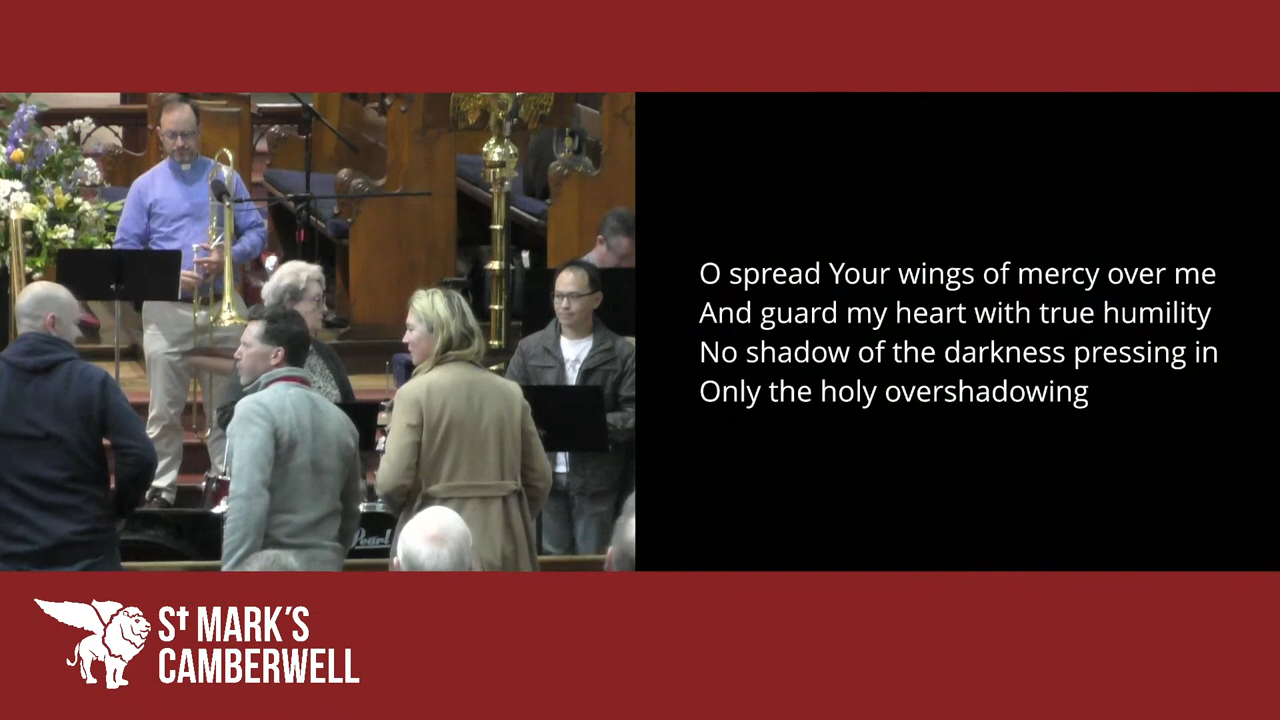 O spread Your wings of mercy over me
And guard my heart with true humility
No shadow of the darkness pressing in
Only the holy overshadowing
Pearl
St MARK'S
CAMBERWELL